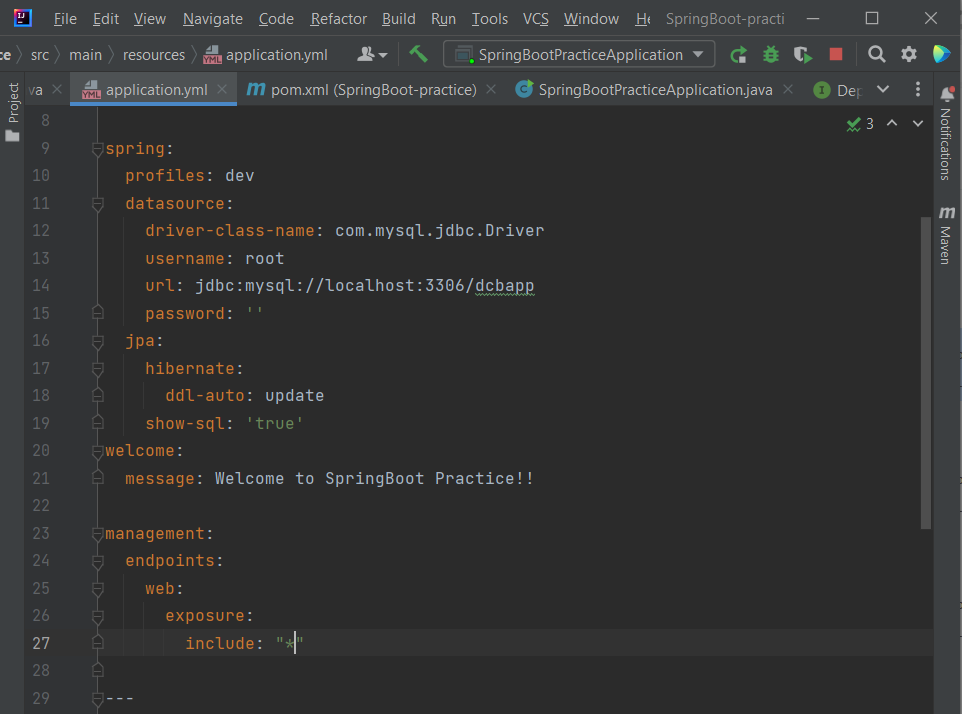 File Edit View Navigate Code Refactor Build Run Tools VCS Window He SpringBoot-practi
ce src main resources application.yml SpringBootPracticeApplication
va application.yml pom.xml (SpringBoot-practice) SpringBootPracticeApplication.java Dep
Project
Notifications
Maven
3
8
9 spring:
10 profiles: dev
11 datasource:
12 driver-class-name: com.mysql.jdbc.Driver
13 username: root
14 url: jdbc:mysql://localhost:3306/dcbapp
15 password: ''
16 jpa:
17 hibernate:
18 ddl-auto: update
19 show-sql: 'true'
20 welcome:
21 message: Welcome to SpringBoot Practice!!
22
23 management:
24 endpoints:
25 web:
26 exposure:
27 include: "*"
28
29 ---